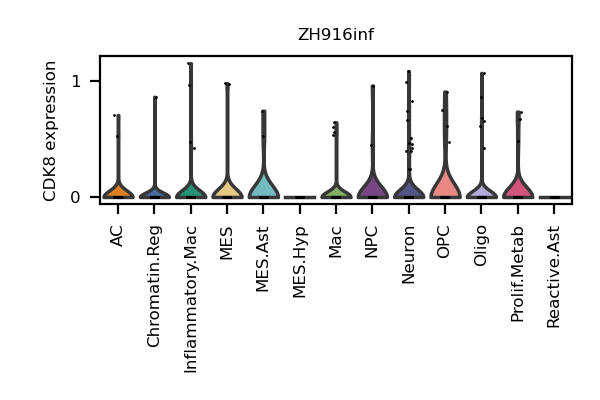 ZH916inf
CDK8 expression
1
0
AC
Chromatin.Reg
Inflammatory.Mac
MES
MES.Ast
MES.Hyp
Mac
NPC
Neuron
OPC
Oligo
Prolif.Metab
Reactive.Ast